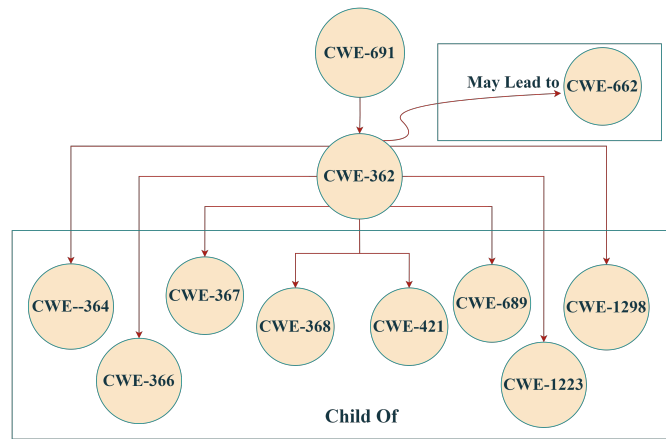 CWE-691
May Lead to
CWE-662
CWE-362
CWE--364
CWE-367
CWE-368
CWE-421
CWE-689
CWE-1298
CWE-366
CWE-1223
Child Of